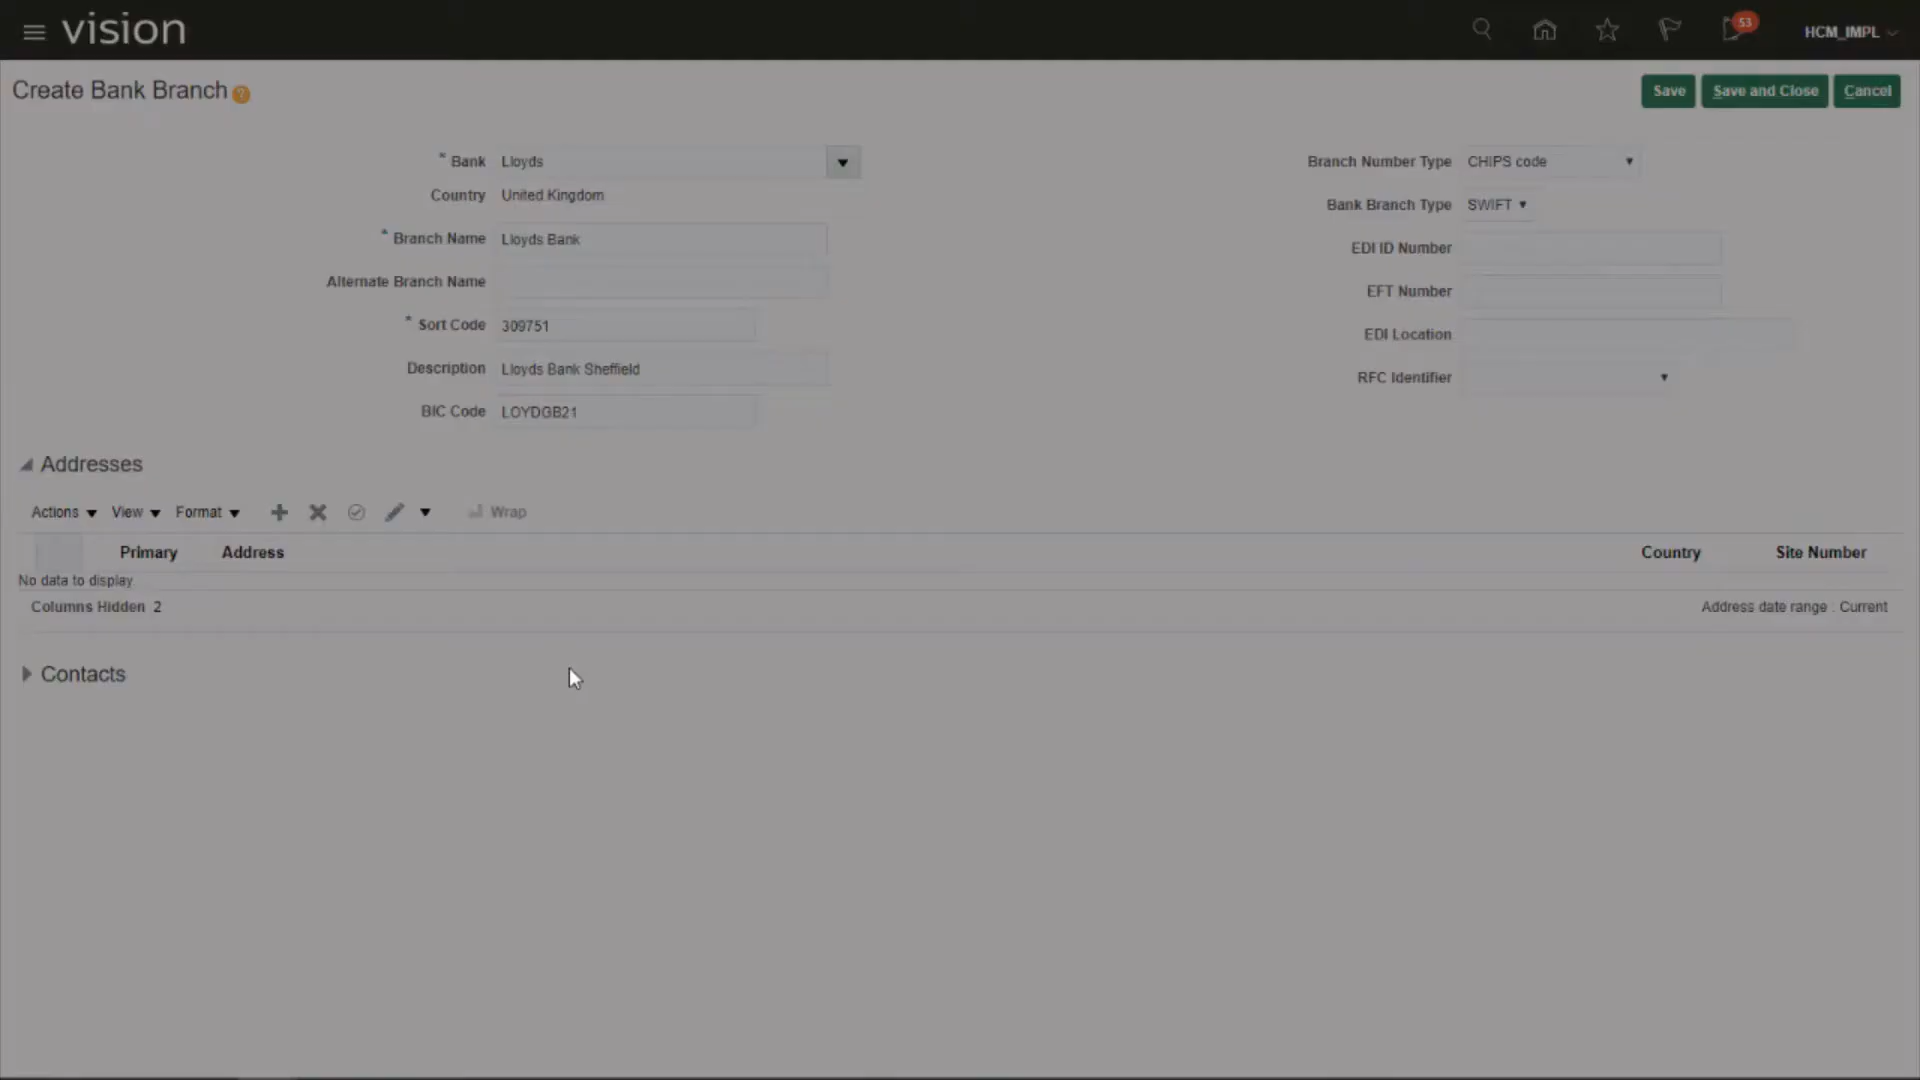 vision
53
HCM_IMPL
Create Bank Branch ?
Save
Save and Close
Cancel
* Bank Lloyds
Country United Kingdom
* Branch Name Lloyds Bank
Alternate Branch Name
* Sort Code 309751
Description Lloyds Bank Sheffield
BIC Code LOYDGB21
Branch Number Type CHIPS code
Bank Branch Type SWIFT
EDI ID Number
EFT Number
EDI Location
RFC Identifier
Addresses
Actions View Format Wrap
Primary Address Country Site Number
No data to display.
Columns Hidden 2 Address date range : Current
Contacts